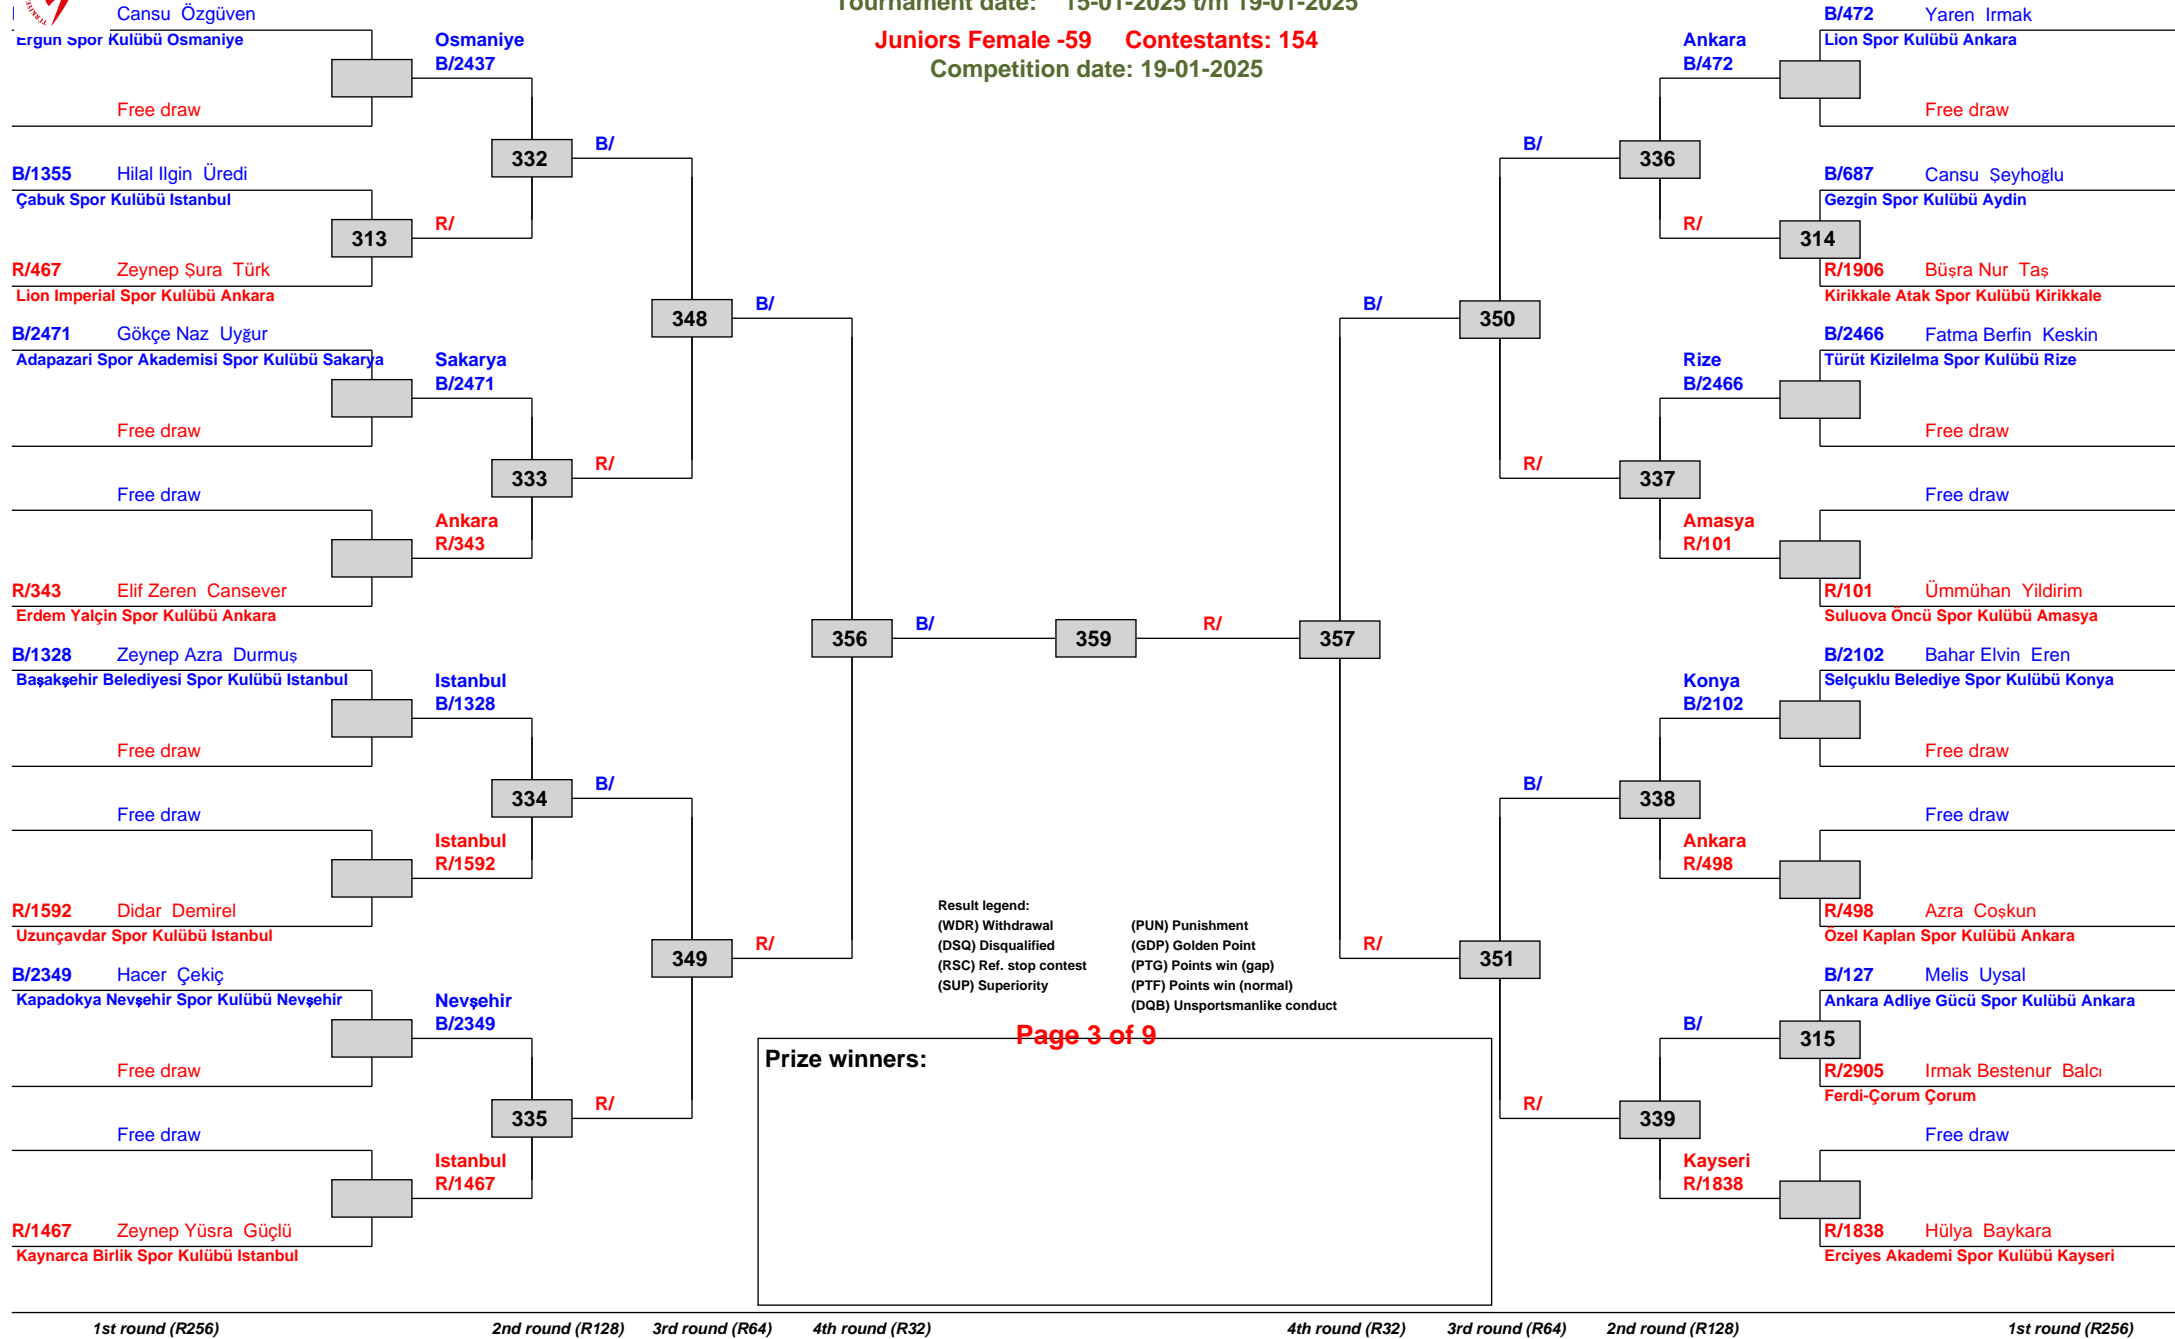 Tournament date: 15-01-2025 t/m 19-01-2025
Juniors Female -59 Contestants: 154
Competition date: 19-01-2025
Cansu Özgüven
Ergün Spor Kulübü Osmaniye
Free draw
B/1355 Hilal Ilgin Üredi
Çabuk Spor Kulübü Istanbul
R/467 Zeynep Şura Türk
Lion Imperial Spor Kulübü Ankara
B/2471 Gökçe Naz Uyğur
Adapazari Spor Akademisi Spor Kulübü Sakarya
Free draw
Free draw
R/343 Elif Zeren Cansever
Erdem Yalçin Spor Kulübü Ankara
B/1328 Zeynep Azra Durmuş
Başakşehir Belediyesi Spor Kulübü Istanbul
Free draw
Free draw
R/1592 Didar Demirel
Uzunçavdar Spor Kulübü Istanbul
B/2349 Hacer Çekiç
Kapadokya Nevşehir Spor Kulübü Nevşehir
Free draw
Free draw
R/1467 Zeynep Yüsra Güçlü
Kaynarca Birlik Spor Kulübü Istanbul
313
Osmaniye
B/2437
R/
Sakarya
B/2471
Ankara
R/343
Istanbul
B/1328
Istanbul
R/1592
Nevşehir
B/2349
Istanbul
R/1467
332
333
334
335
B/
R/
B/
R/
348
349
B/
R/
356
B/
359
R/
357
B/
R/
350
351
B/
R/
B/
R/
336
337
338
339
Ankara
B/472
R/
Rize
B/2466
Amasya
R/101
Konya
B/2102
Ankara
R/498
B/
Kayseri
R/1838
314
315
B/472 Yaren Irmak
Lion Spor Kulübü Ankara
Free draw
B/687 Cansu Şeyhoğlu
Gezgin Spor Kulübü Aydin
R/1906 Büşra Nur Taş
Kirikkale Atak Spor Kulübü Kirikkale
B/2466 Fatma Berfin Keskin
Türüt Kizilelma Spor Kulübü Rize
Free draw
Free draw
R/101 Ümmühan Yildirim
Suluova Öncü Spor Kulübü Amasya
B/2102 Bahar Elvin Eren
Selçuklu Belediye Spor Kulübü Konya
Free draw
Free draw
R/498 Azra Coşkun
Özel Kaplan Spor Kulübü Ankara
B/127 Melis Uysal
Ankara Adliye Gücü Spor Kulübü Ankara
R/2905 Irmak Bestenur Balcı
Ferdi-Çorum Çorum
Free draw
R/1838 Hülya Baykara
Erciyes Akademi Spor Kulübü Kayseri
Result legend:
(WDR) Withdrawal (PUN) Punishment
(DSQ) Disqualified (GDP) Golden Point
(RSC) Ref. stop contest (PTG) Points win (gap)
(SUP) Superiority (PTF) Points win (normal)
(DQB) Unsportsmanlike conduct
Page 3 of 9
Prize winners:
1st round (R256) 2nd round (R128) 3rd round (R64) 4th round (R32) 4th round (R32) 3rd round (R64) 2nd round (R128) 1st round (R256)